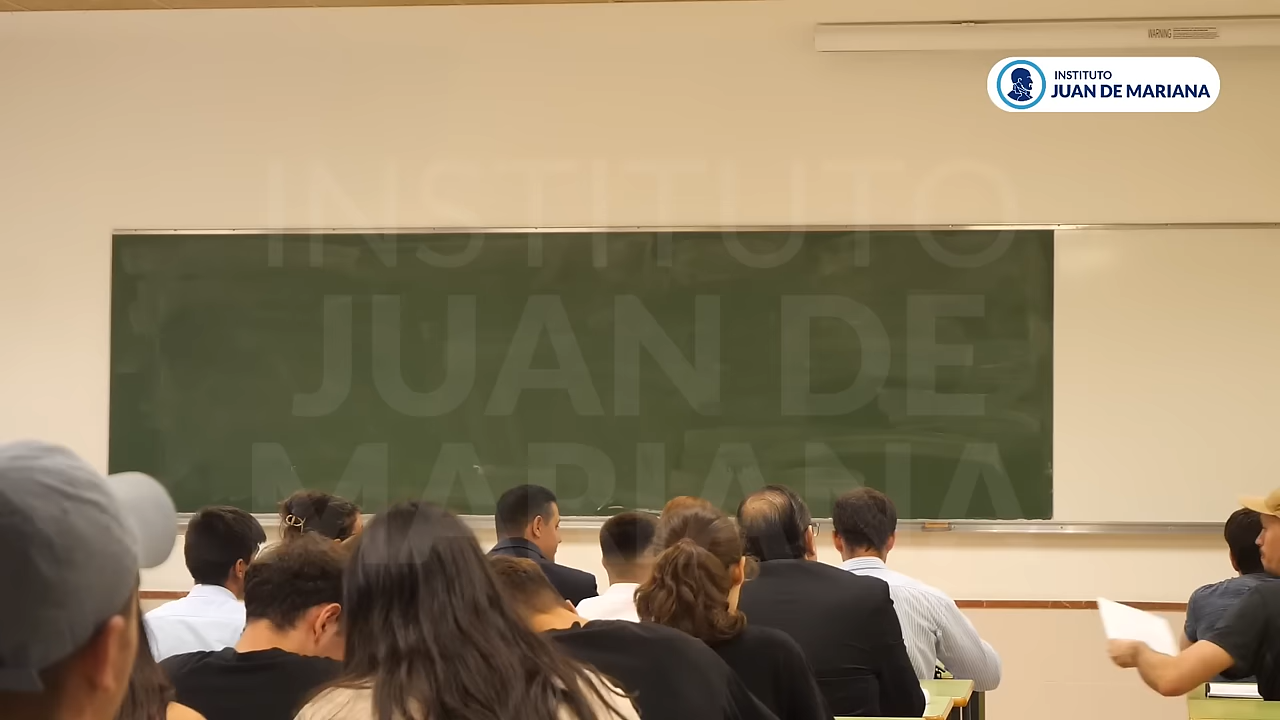 WARNING
INSTITUTO
JUAN DE MARIANA
INSTITUTO
JUAN DE
MARIANA